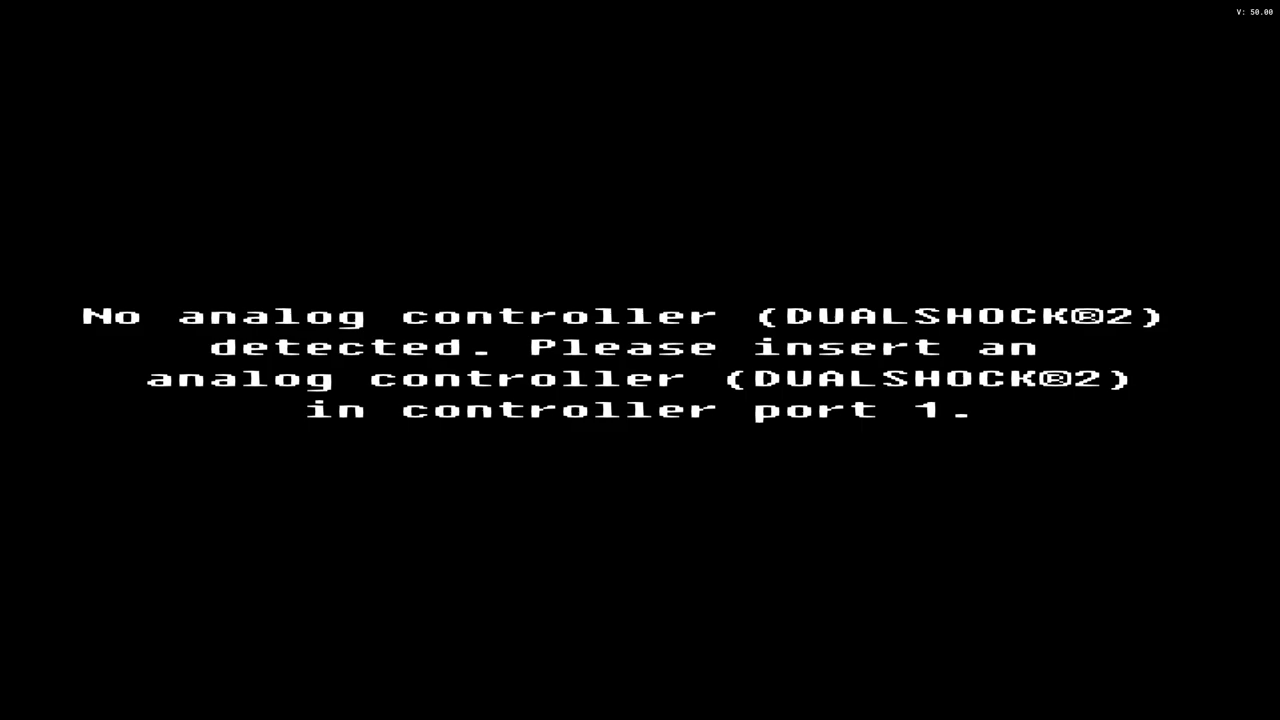 V: 50.00
No analog controller (DUALSHOCK®2)
detected. Please insert an
analog controller (DUALSHOCK®2)
in controller port 1.